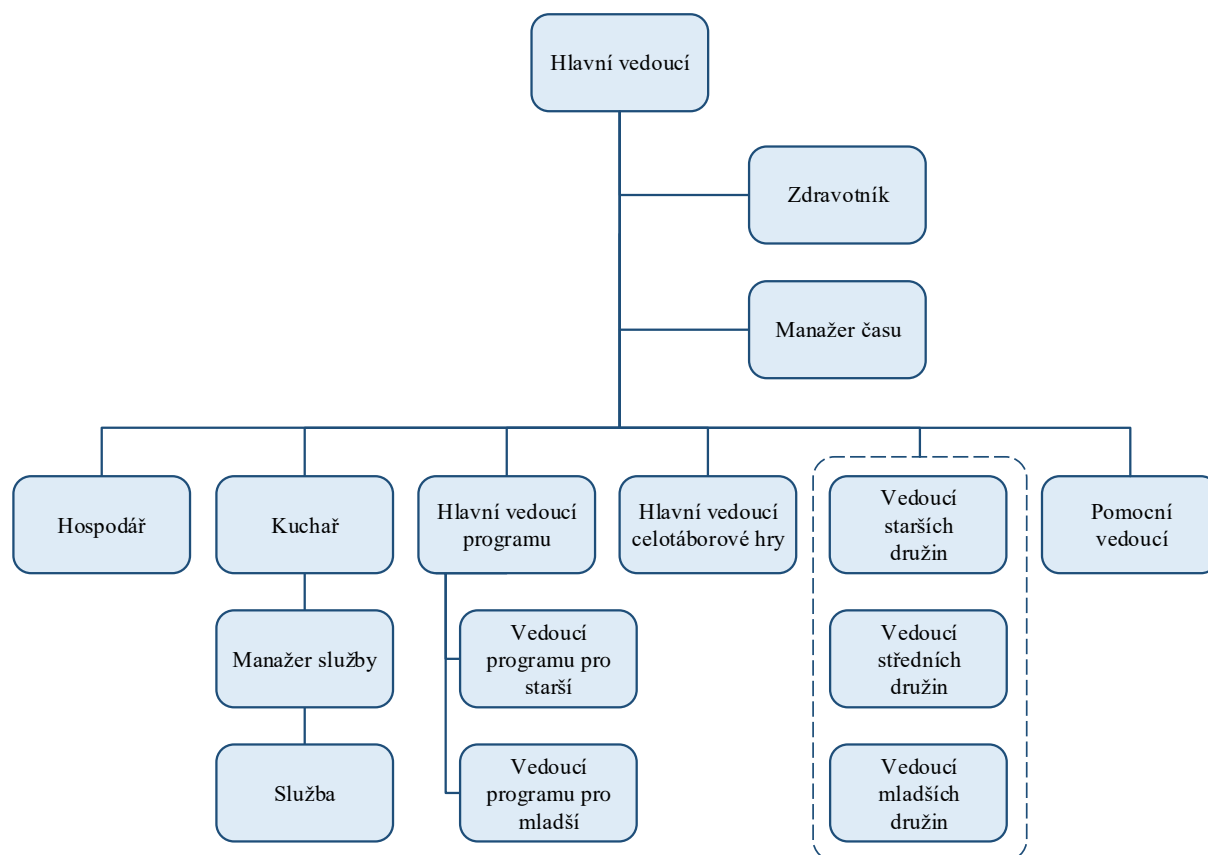 Hlavní vedoucí
Zdravotník
Manažer času
Hospodář
Kuchař
Hlavní vedoucí
programu
Hlavní vedoucí
celotáborové hry
Vedoucí
starších
družin
Pomocní
vedoucí
Manažer služby
Vedoucí
programu pro
starší
Vedoucí
středních
družin
Služba
Vedoucí
programu pro
mladší
Vedoucí
mladších
družin